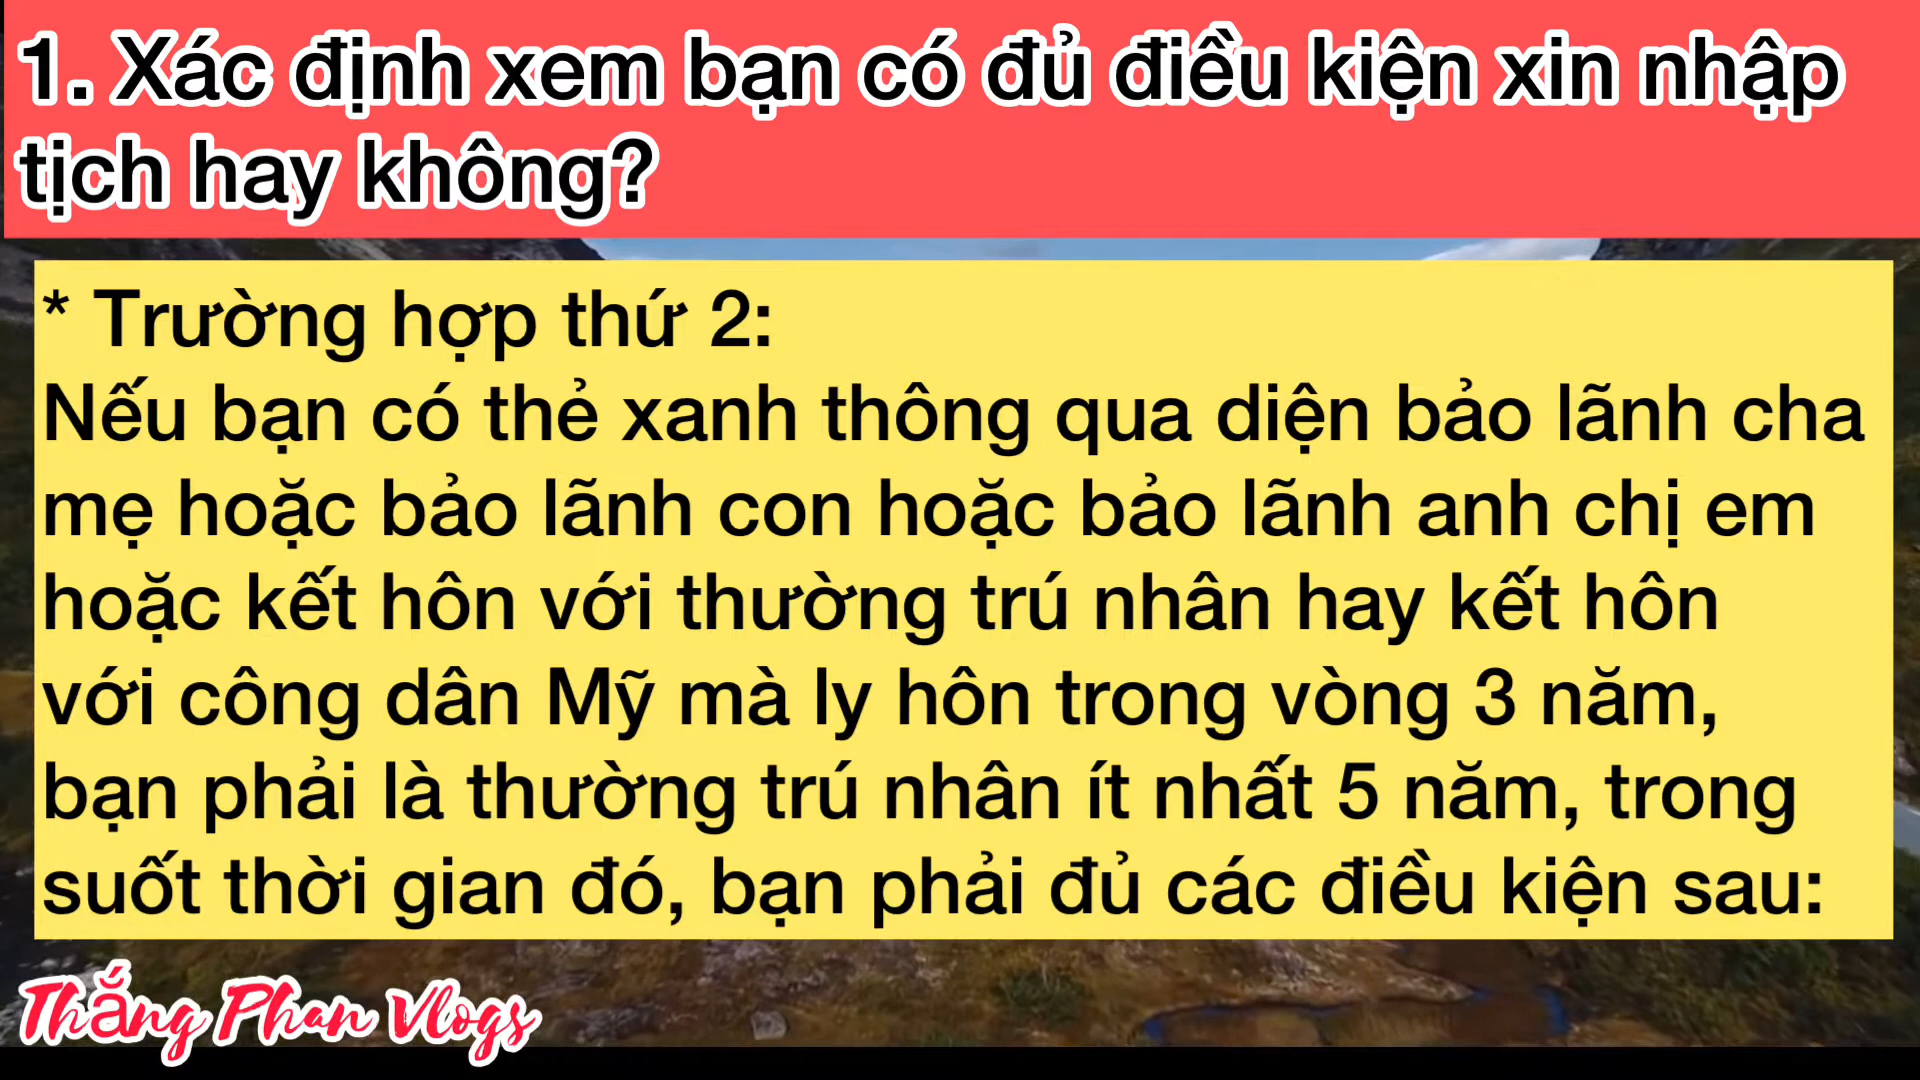 1. Xác định xem bạn có đủ điều kiện xin nhập
tịch hay không?
* Trường hợp thứ 2:
Nếu bạn có thẻ xanh thông qua diện bảo lãnh cha
mẹ hoặc bảo lãnh con hoặc bảo lãnh anh chị em
hoặc kết hôn với thường trú nhân hay kết hôn
với công dân Mỹ mà ly hôn trong vòng 3 năm,
bạn phải là thường trú nhân ít nhất 5 năm, trong
suốt thời gian đó, bạn phải đủ các điều kiện sau:
Thắng Phan Vlogs